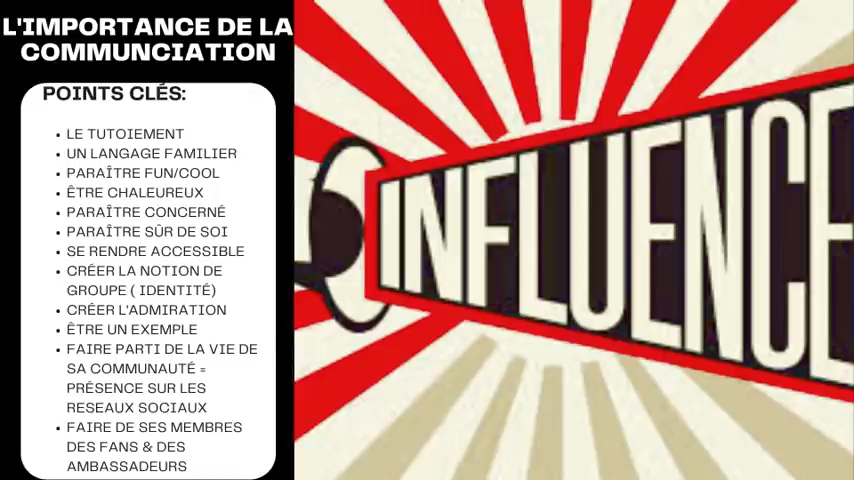 L'IMPORTANCE DE LA
COMMUNCIATION
POINTS CLÉS:
• LE TUTOIEMENT
• UN LANGAGE FAMILIER
• PARAÎTRE FUN/COOL
• ÊTRE CHALEUREUX
• PARAÎTRE CONCERNÉ
• PARAÎTRE SÛR DE SOI
• SE RENDRE ACCESSIBLE
• CRÉER LA NOTION DE
GROUPE ( IDENTITÉ)
• CRÉER L'ADMIRATION
• ÊTRE UN EXEMPLE
• FAIRE PARTI DE LA VIE DE
SA COMMUNAUTÉ =
PRÉSENCE SUR LES
RESEAUX SOCIAUX
• FAIRE DE SES MEMBRES
DES FANS & DES
AMBASSADEURS
INFLUENCE